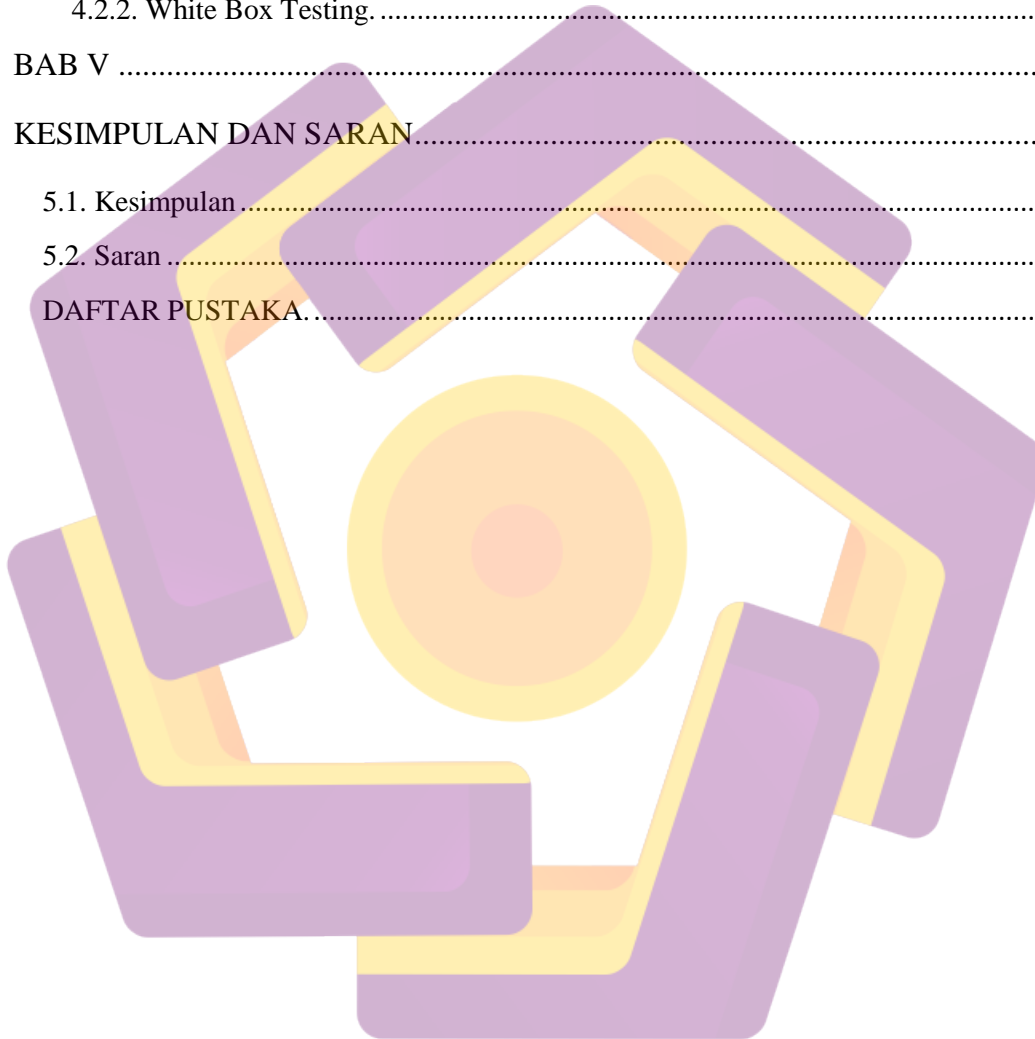 4.2.2. White Box Testing. ....................................................................................
BAB V ....................................................................................................................
KESIMPULAN DAN SARAN..............................................................................
5.1. Kesimpulan ....................................................................................................
5.2. Saran ..............................................................................................................
DAFTAR PUSTAKA. ...........................................................................................